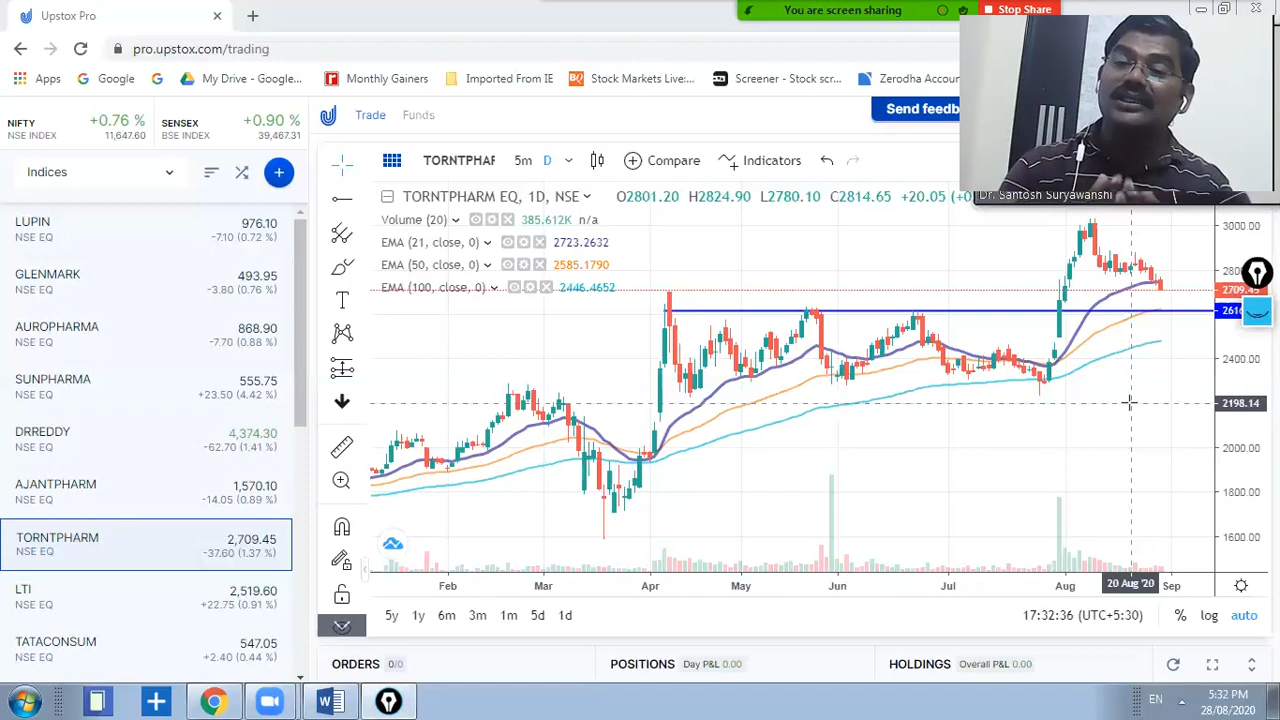 Upstox Pro
You are screen sharing
Stop Share
pro.upstox.com/trading
Apps
Google
My Drive - Google...
Monthly Gainers
Imported From IE
Stock Markets Live:...
Screener - Stock scr...
Zerodha Accou
NIFTY +0.76 %
NSE INDEX 11,647.60
SENSEX +0.90 %
BSE INDEX 39,467.31
Trade Funds
Send feedb
Dr. Santosh Suryawanshi
Indices
TORNTPHAR 5m D Compare Indicators
LUPIN 976.10
NSE EQ -7.10 (0.72 %)
GLENMARK 493.95
NSE EQ -3.80 (0.76 %)
AUROPHARMA 868.90
NSE EQ -7.70 (0.88 %)
SUNPHARMA 555.75
NSE EQ +23.50 (4.42 %)
DRREDDY 4,374.30
NSE EQ -62.70 (1.41 %)
AJANTPHARM 1,570.10
NSE EQ -14.05 (0.89 %)
TORNTPHARM 2,709.45
NSE EQ -37.60 (1.37 %)
LTI 2,519.60
NSE EQ +22.75 (0.91 %)
TATACONSUM 547.05
NSE EQ +2.40 (0.44 %)
TORNTPHARM EQ, 1D, NSE O2801.20 H2824.90 L2780.10 C2814.65 +20.05
Volume (20) 385.612K n/a
EMA (21, close, 0) 2723.2632
EMA (50, close, 0) 2585.1790
EMA (100, close, 0) 2446.4652
3000.00
2709.45
2400.00
2198.14
2000.00
1800.00
1600.00
Feb Mar Apr May Jun Jul Aug 20 Aug '20 Sep
5y 1y 6m 3m 1m 5d 1d
17:32:36 (UTC+5:30) % log auto
ORDERS 0/0
POSITIONS Day P&L 0.00
HOLDINGS Overall P&L 0.00
EN
5:32 PM
28/08/2020